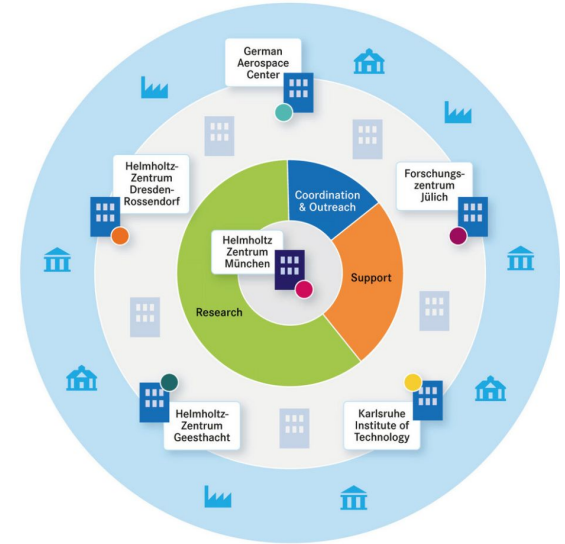 German
Aerospace
Center
Helmholtz-
Zentrum
Dresden-
Rossendorf
Forschungs-
zentrum
Jülich
Coordination
& Outreach
Helmholtz
Zentrum
München
Support
Research
Helmholtz-
Zentrum
Geesthacht
Karlsruhe
Institute of
Technology